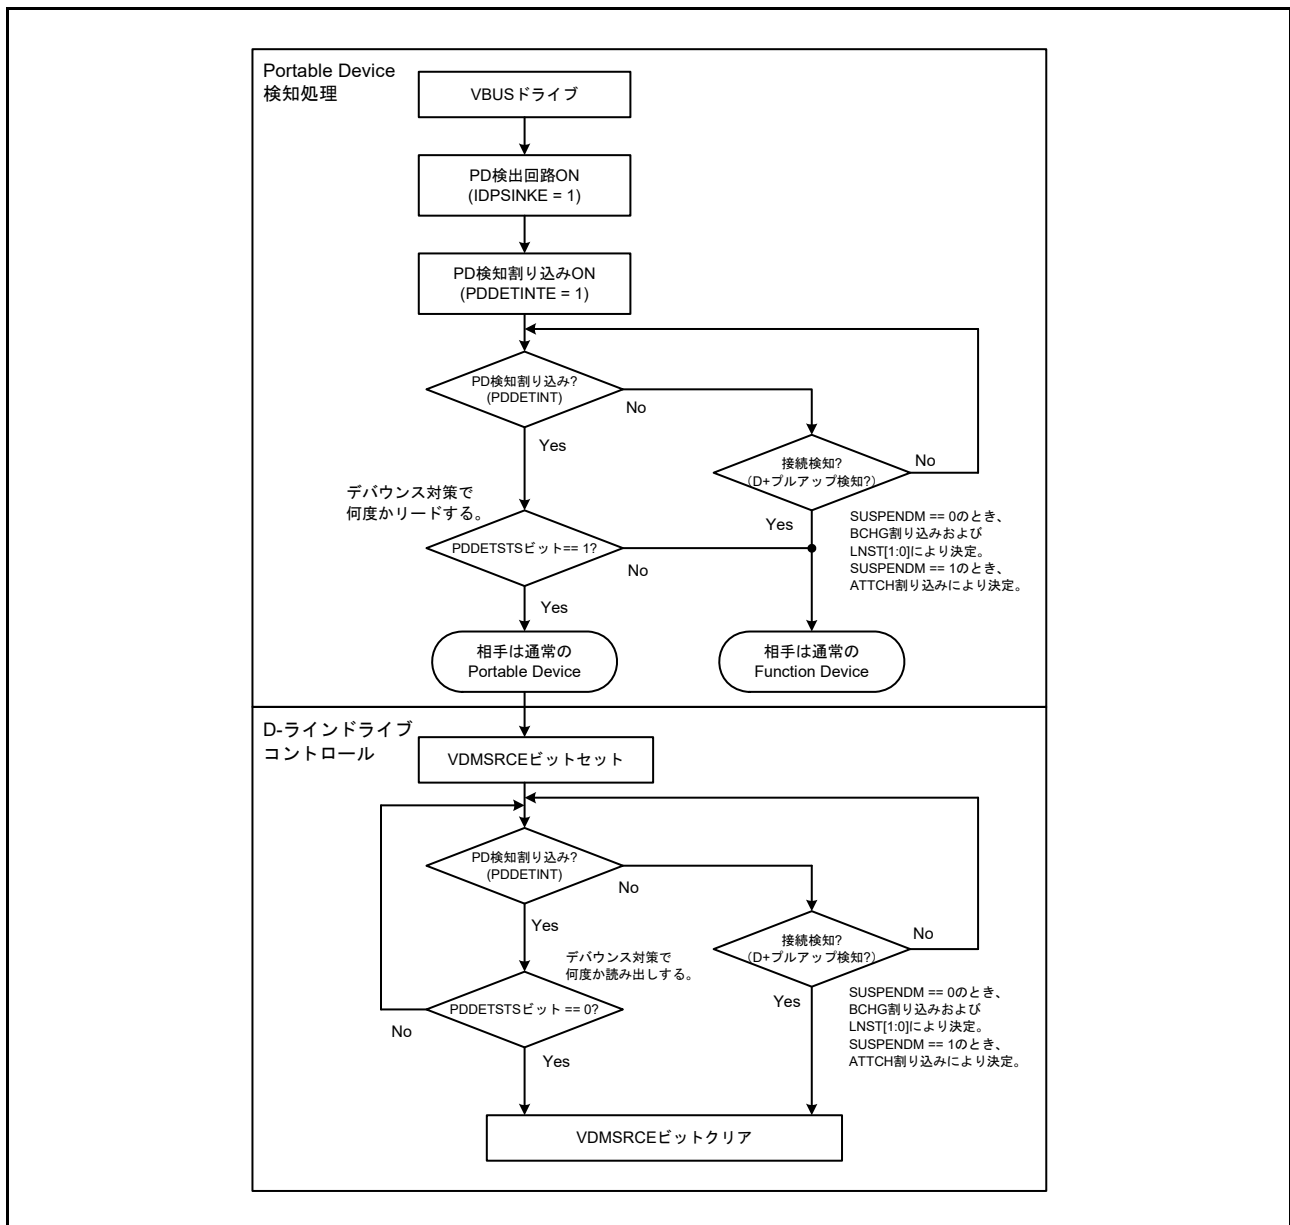 Portable Device
検知処理
VBUSドライブ
PD検出回路ON
(IDPSINKE = 1)
PD検知割り込みON
(PDDETINTE = 1)
PD検知割り込み?
(PDDETINT)
No
Yes
接続検知?
(D+プルアップ検知?)
No
Yes
デバウンス対策で
何度かリードする。
SUSPENDM == 0のとき、
BCHG割り込みおよび
LNST[1:0]により決定。
SUSPENDM == 1のとき、
ATTCH割り込みにより決定。
PDDETSTSビット== 1?
No
Yes
相手は通常の
Portable Device
相手は通常の
Function Device
D-ラインドライブ
コントロール
VDMSRCEビットセット
PD検知割り込み?
(PDDETINT)
No
Yes
接続検知?
(D+プルアップ検知?)
No
Yes
デバウンス対策で
何度か読み出しする。
SUSPENDM == 0のとき、
BCHG割り込みおよび
LNST[1:0]により決定。
SUSPENDM == 1のとき、
ATTCH割り込みにより決定。
PDDETSTSビット == 0?
No
Yes
VDMSRCEビットクリア